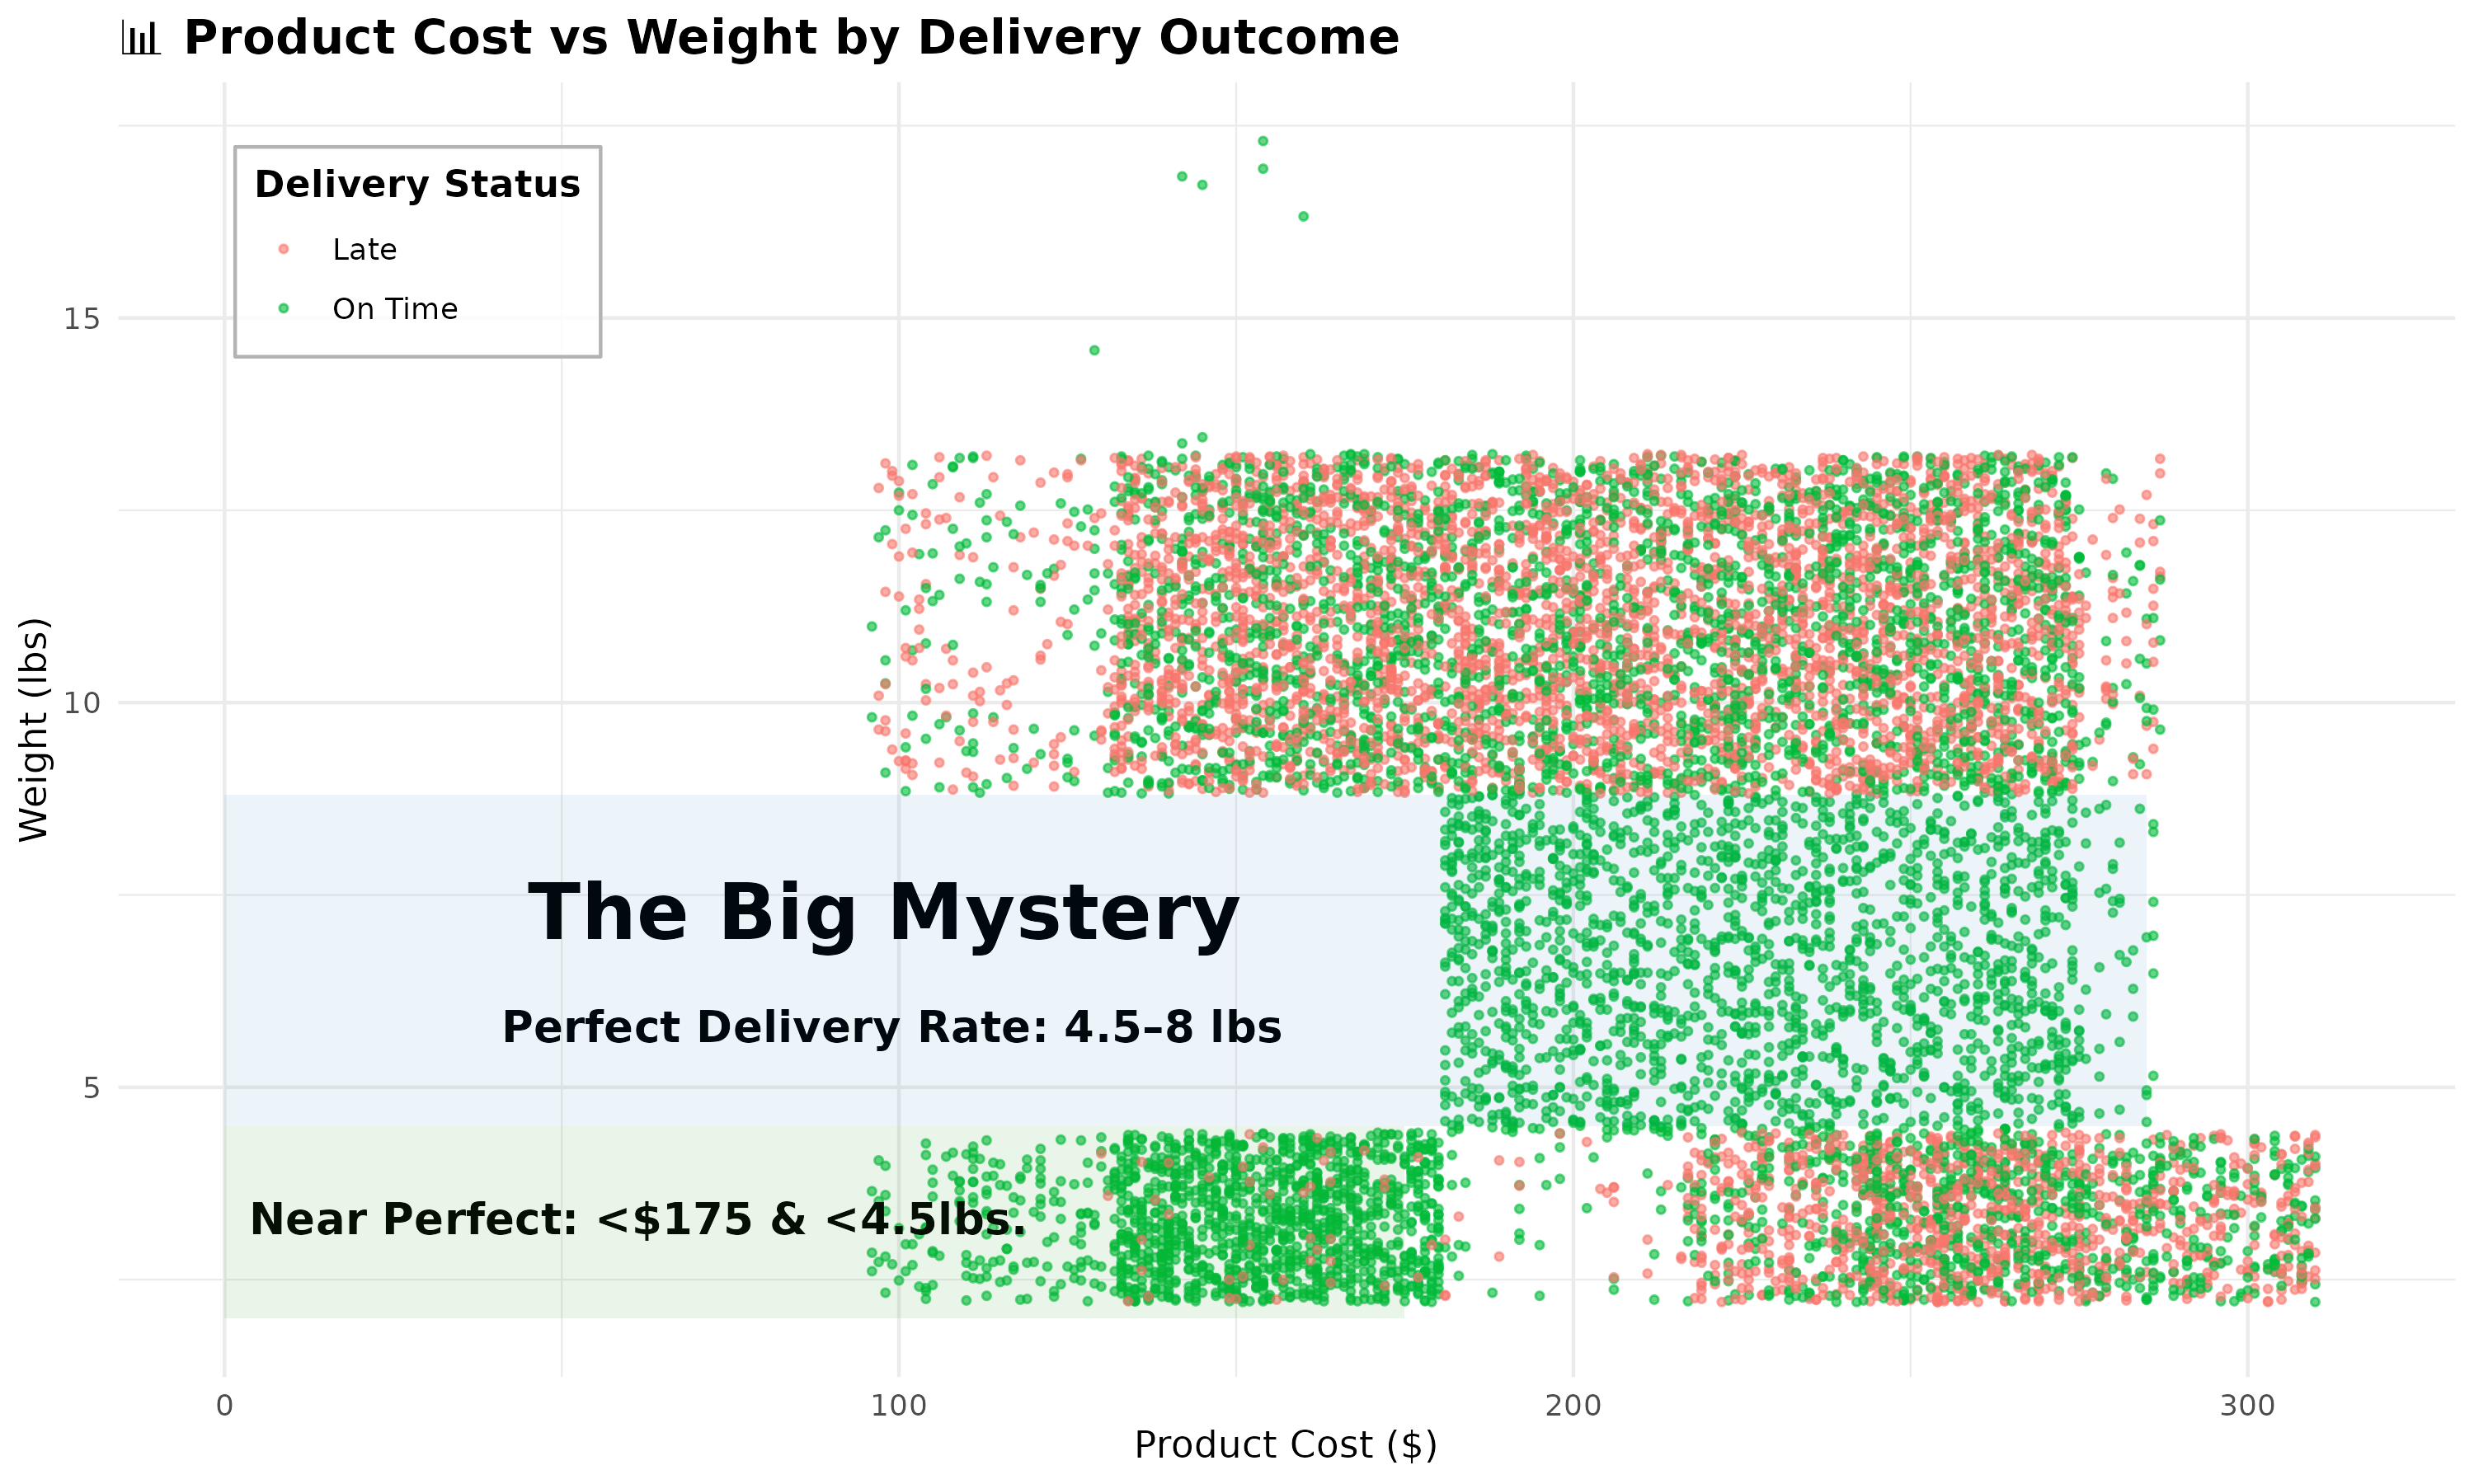 📊 Product Cost vs Weight by Delivery Outcome
Delivery Status
Late
On Time
15
10
5
Weight (lbs)
The Big Mystery
Perfect Delivery Rate: 4.5–8 lbs
Near Perfect: <$175 & <4.5lbs.
0
100
200
300
Product Cost ($)